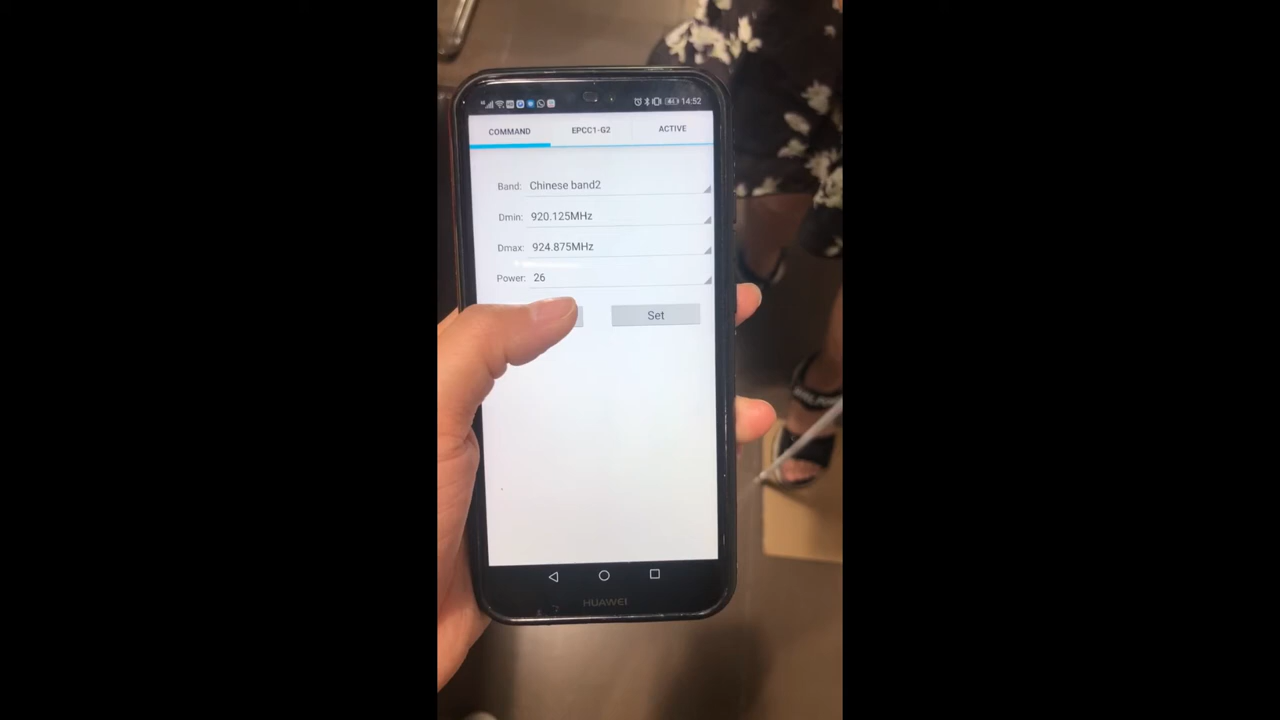 14:52
COMMAND EPCC1-G2 ACTIVE
Band: Chinese band2
Dmin: 920.125MHz
Dmax: 924.875MHz
Power: 26
Set
HUAWEI